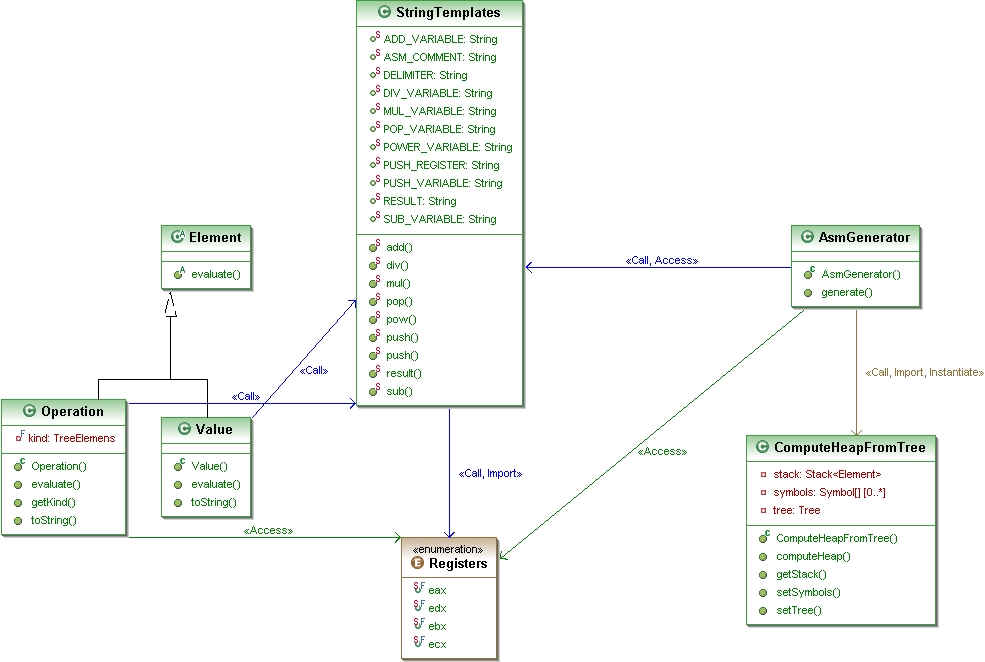 StringTemplates
ADD_VARIABLE: String
ASM_COMMENT: String
DELIMITER: String
DIV_VARIABLE: String
MUL_VARIABLE: String
POP_VARIABLE: String
POWER_VARIABLE: String
PUSH_REGISTER: String
PUSH_VARIABLE: String
RESULT: String
SUB_VARIABLE: String
add()
div()
mul()
pop()
pow()
push()
push()
result()
sub()
Element
evaluate()
AsmGenerator
AsmGenerator()
generate()
«Call, Access»
«Call»
«Call»
«Call, Import, Instantiate»
Operation
kind: TreeElemens
Operation()
evaluate()
getKind()
toString()
Value
Value()
evaluate()
toString()
«Call, Import»
«Access»
«Access»
ComputeHeapFromTree
stack: Stack<Element>
symbols: Symbol[] [0..*]
tree: Tree
ComputeHeapFromTree()
computeHeap()
getStack()
setSymbols()
setTree()
«enumeration»
Registers
eax
edx
ebx
ecx